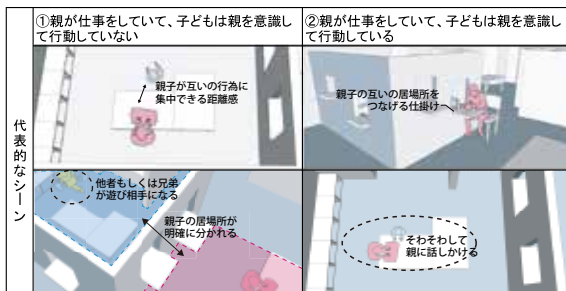 ①親が仕事をしていて、子どもは親を意識し
て行動していない
②親が仕事をしていて、子どもは親を意識し
て行動している
代表的なシーン
親子が互いの行為に
集中できる距離感
親子の互いの居場所を
つなげる仕掛け
他者もしくは兄弟
が遊び相手になる
親子の居場所が
明確に分かれる
そわそわして
親に話しかける